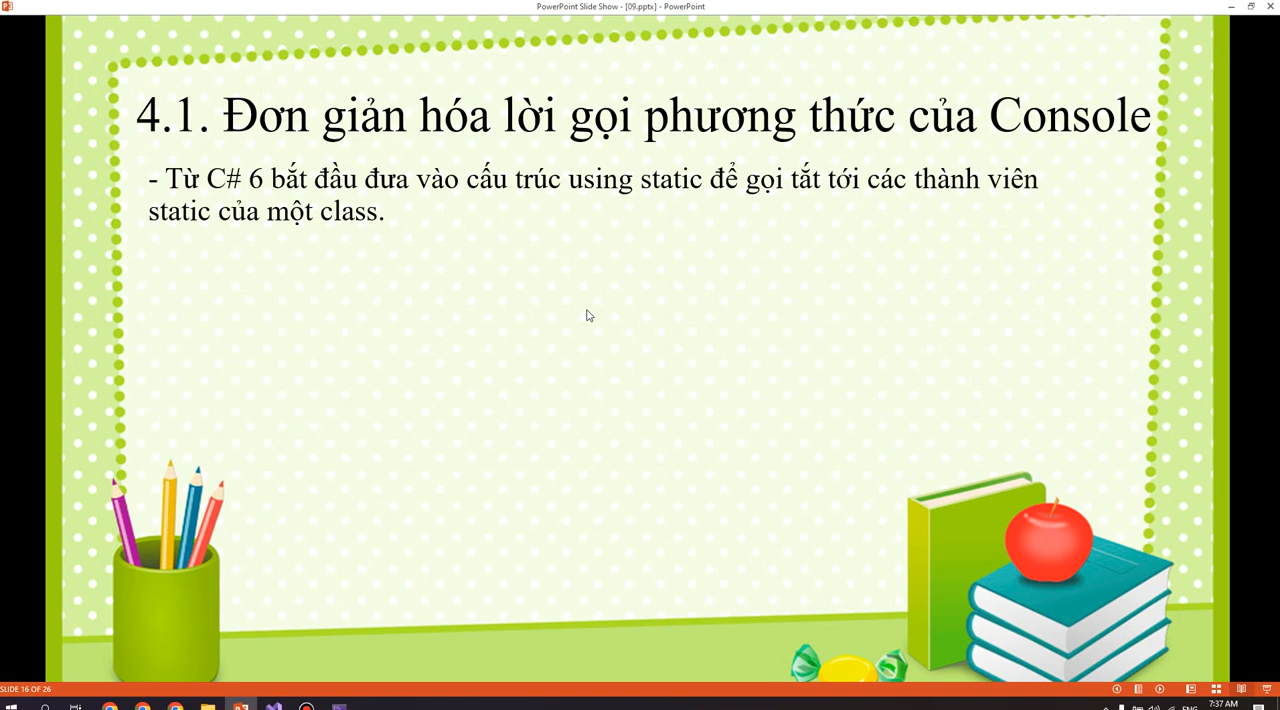 PowerPoint Slide Show - [09.pptx] - PowerPoint
4.1. Đơn giản hóa lời gọi phương thức của Console
- Từ C# 6 bắt đầu đưa vào cấu trúc using static để gọi tắt tới các thành viên
static của một class.
SLIDE 16 OF 26
ENG
7:37 AM